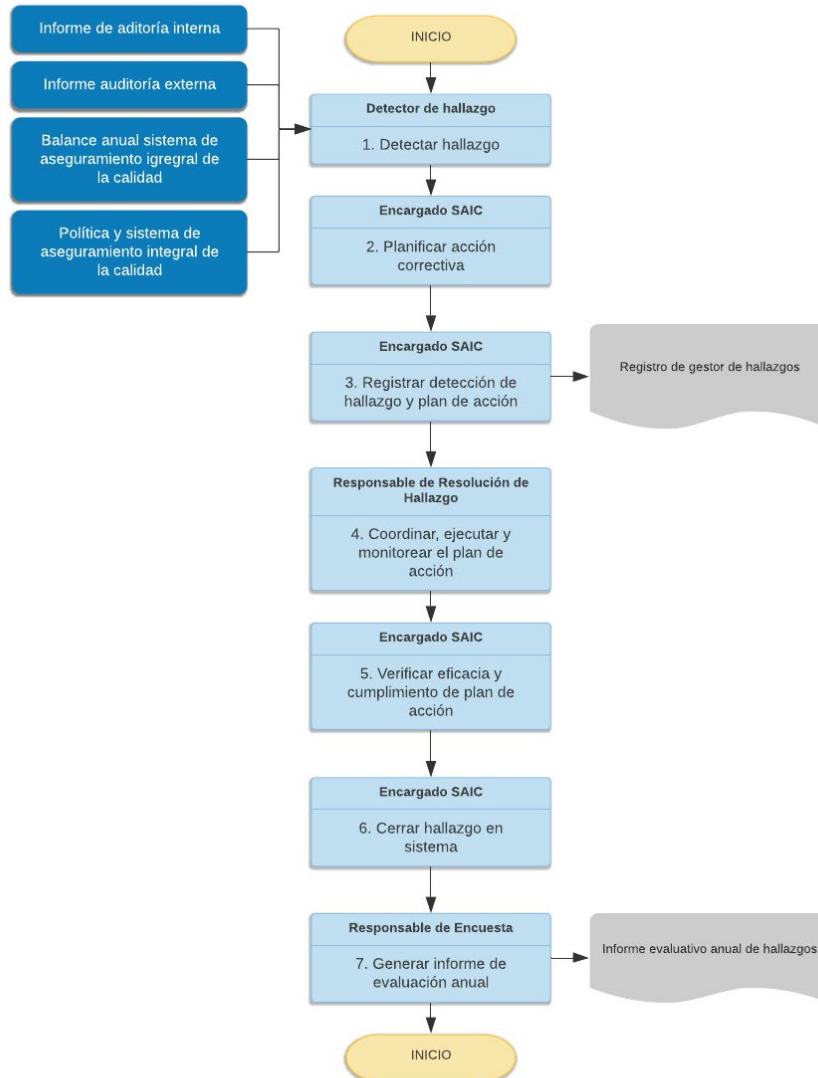 Informe de aditoría interna
Informe auditoría externa
Balance anual sistema de
aseguramiento igregral de
la calidad
Política y sistema de
aseguramiento integral de
la calidad
INICIO
Detector de hallazgo
1. Detectar hallazgo
Encargado SAIC
2. Planificar acción
correctiva
Encargado SAIC
3. Registrar detección de
hallazgo y plan de acción
Registro de gestor de hallazgos
Responsable de Resolución de
Hallazgo
4. Coordinar, ejecutar y
monitorear el plan de
acción
Encargado SAIC
5. Verificar eficacia y
cumplimiento de plan de
acción
Encargado SAIC
6. Cerrar hallazgo en
sistema
Responsable de Encuesta
7. Generar informe de
evaluación anual
Informe evaluativo anual de hallazgos
INICIO